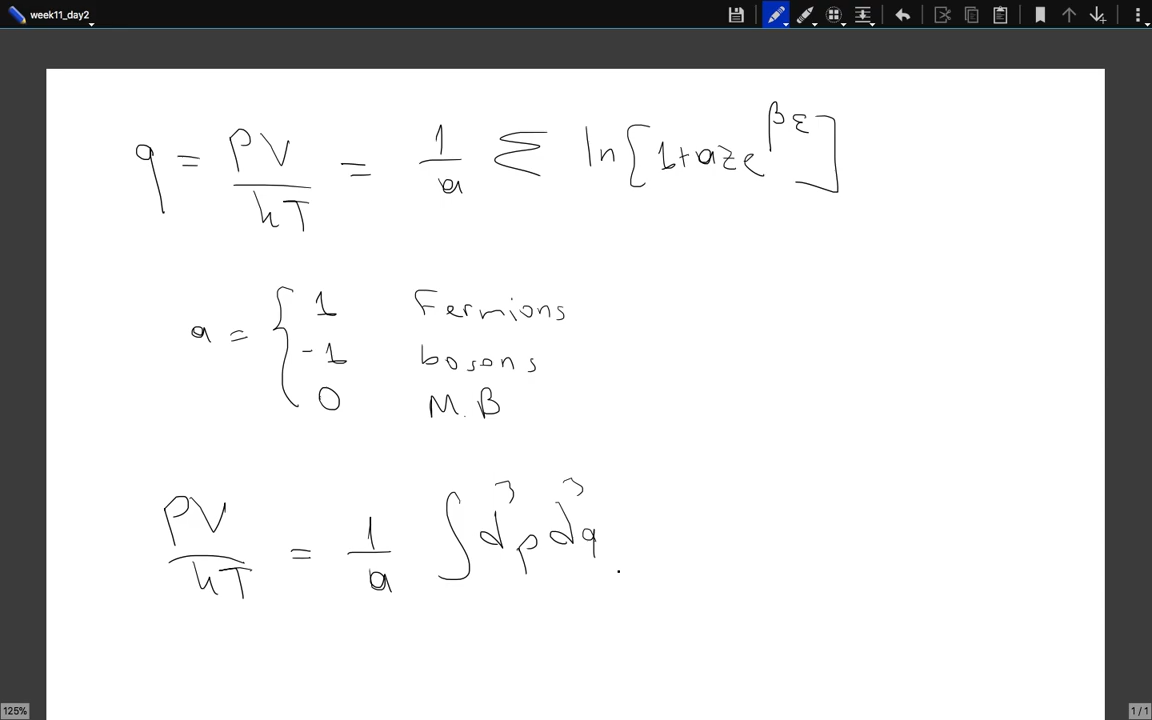 week11_day2
q = PV/kT = 1/a Σ ln[1+aze^{βε}]
a = { 1 Fermions
-1 bosons
0 M.B
PV/kT = 1/a ∫d³p d³q
125%
1/1